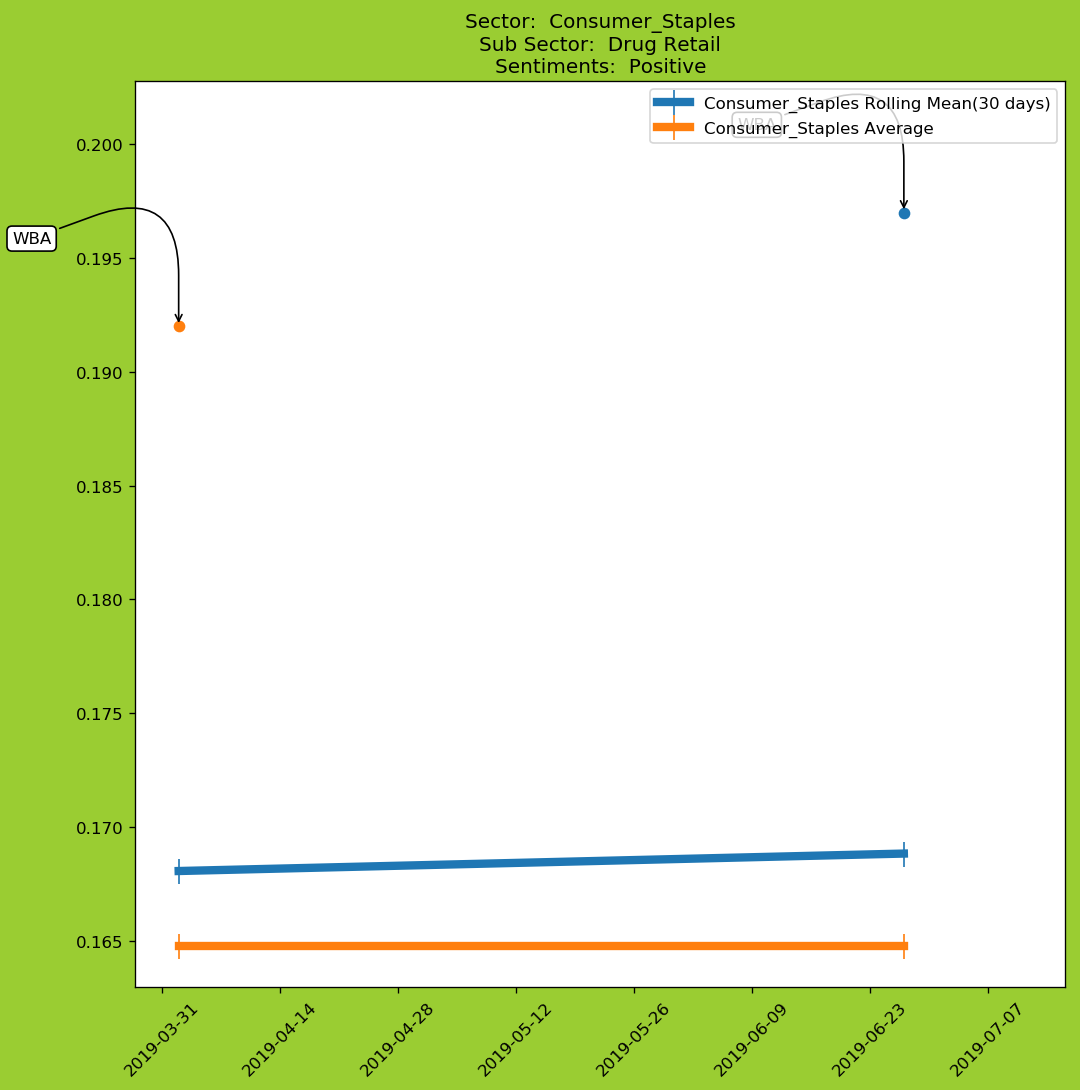 Sector:  Consumer_Staples
Sub Sector:  Drug Retail
Sentiments:  Positive
Consumer_Staples Rolling Mean(30 days)
WBA
Consumer_Staples Average
0.200
WBA
0.195
0.190
0.185
0.180
0.175
0.170
0.165
2019-03-31
2019-04-14
2019-04-28
2019-05-12
2019-05-26
2019-06-09
2019-06-23
2019-07-07